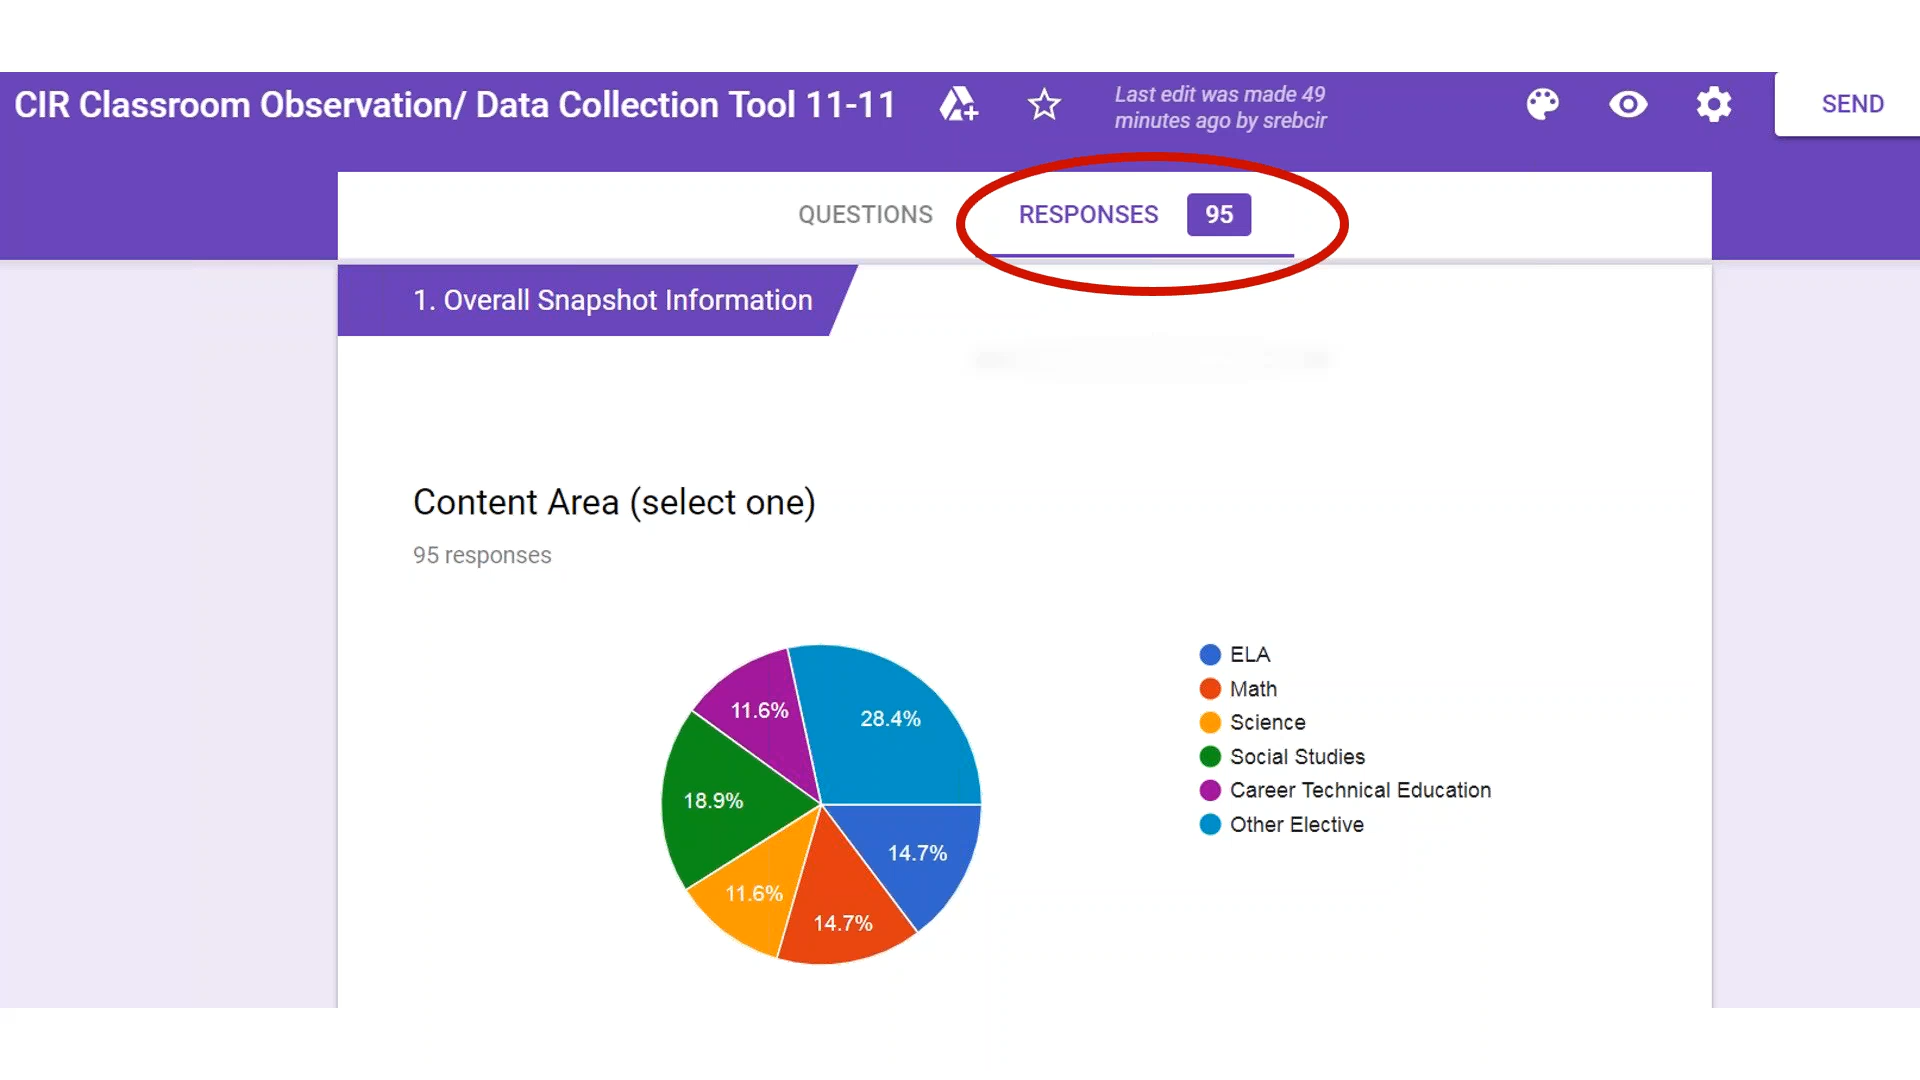 CIR Classroom Observation/ Data Collection Tool 11-11
Last edit was made 49
minutes ago by srebcir
SEND
QUESTIONS
RESPONSES 95
1. Overall Snapshot Information
Content Area (select one)
95 responses
11.6%
28.4%
18.9%
14.7%
11.6%
14.7%
ELA
Math
Science
Social Studies
Career Technical Education
Other Elective